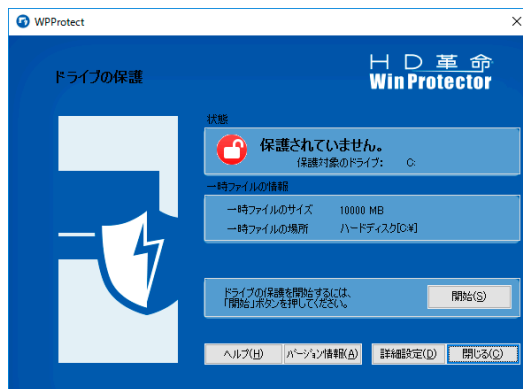 WPProtect
HD革命
WinProtector
ドライブの保護
状態
保護されていません。
保護対象のドライブ: C:
一時ファイルの情報
一時ファイルのサイズ 10000 MB
一時ファイルの場所 ハードディスク[C:¥]
ドライブの保護を開始するには、
「開始」ボタンを押してください。
開始(S)
ヘルプ(H) バージョン情報(A) 詳細設定(D) 閉じる(C)